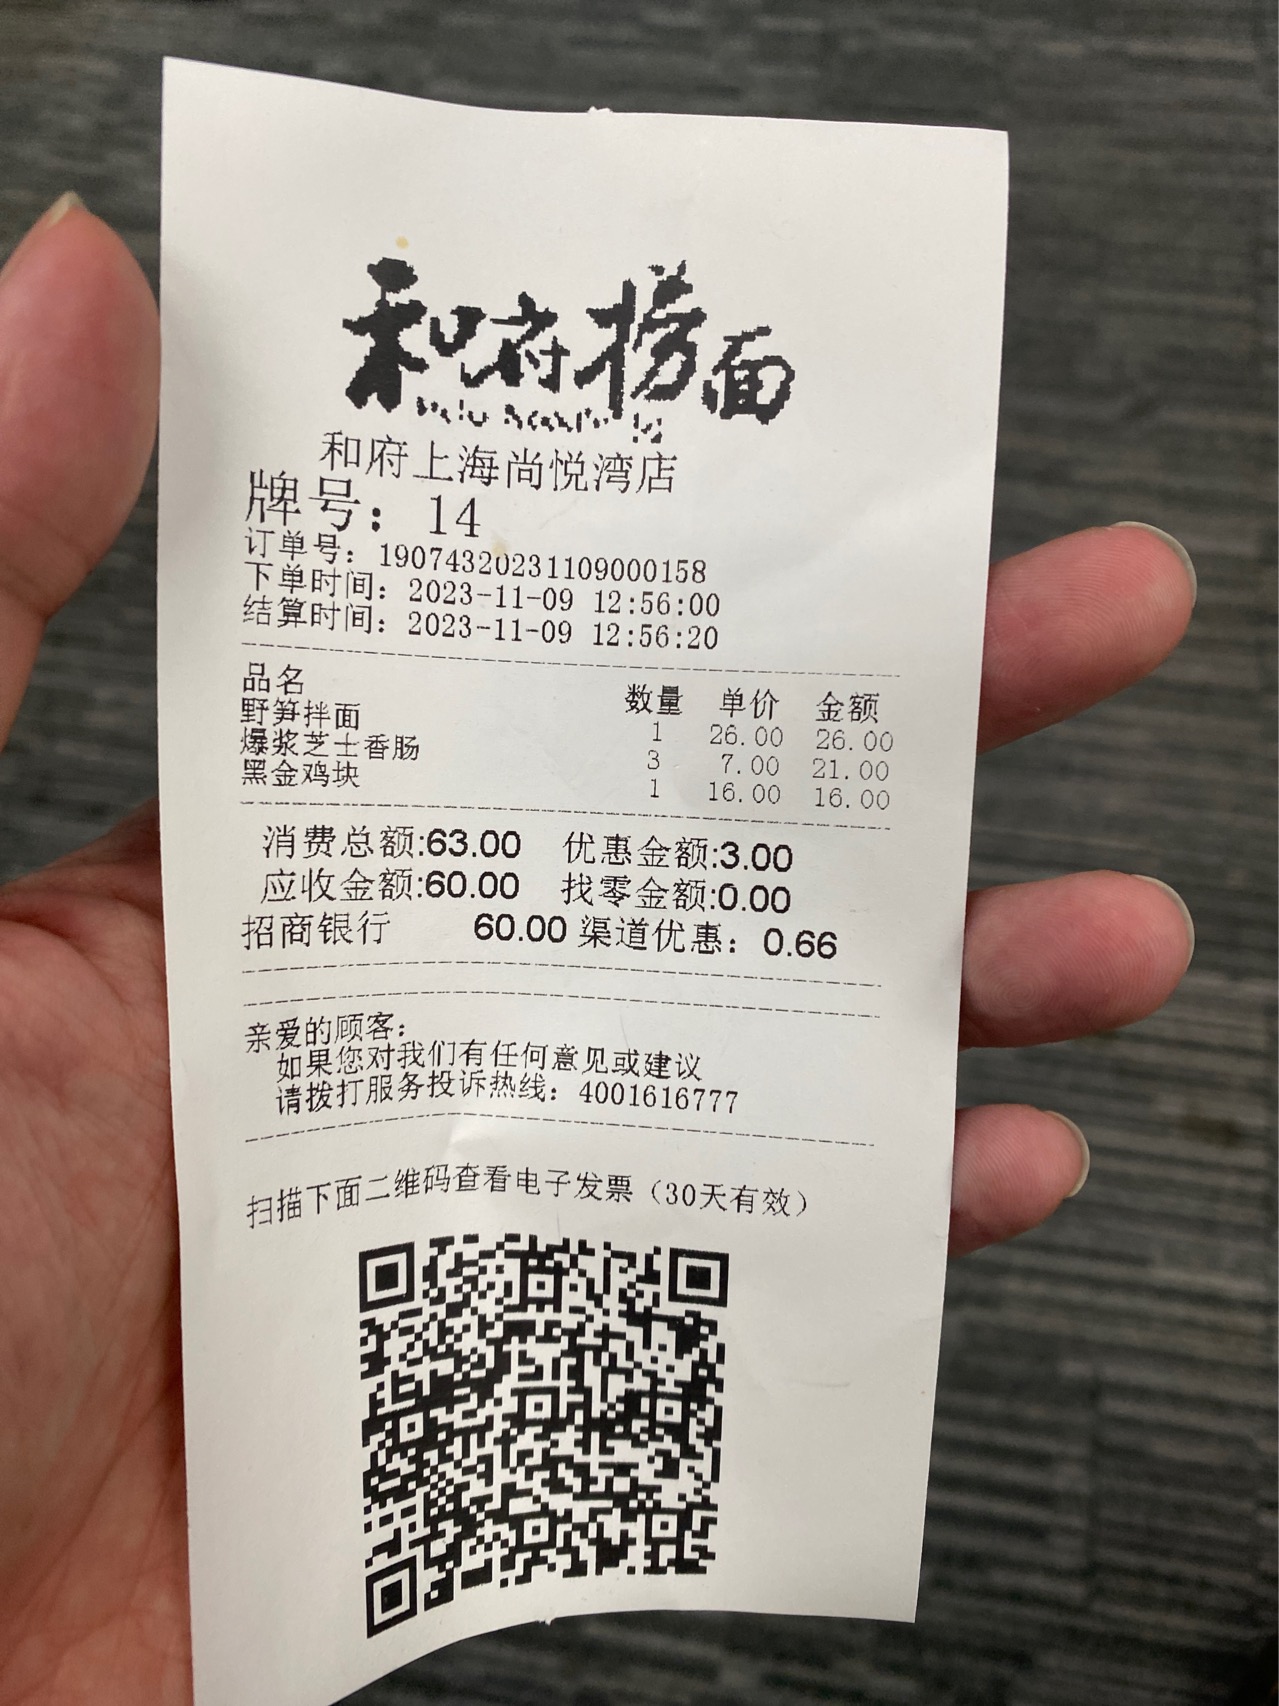 和府捞面
和府上海尚悦湾店
牌号： 14
订单号： 19074320231109000158
下单时间： 2023-11-09 12:56:00
结算时间： 2023-11-09 12:56:20
品名 数量 单价 金额
野笋拌面 1 26.00 26.00
爆浆芝士香肠 3 7.00 21.00
黑金鸡块 1 16.00 16.00
消费总额:63.00 优惠金额:3.00
应收金额:60.00 找零金额:0.00
招商银行 60.00 渠道优惠： 0.66
亲爱的顾客：
如果您对我们有任何意见或建议
请拨打服务投诉热线： 4001616777
扫描下面二维码查看电子发票（30天有效）